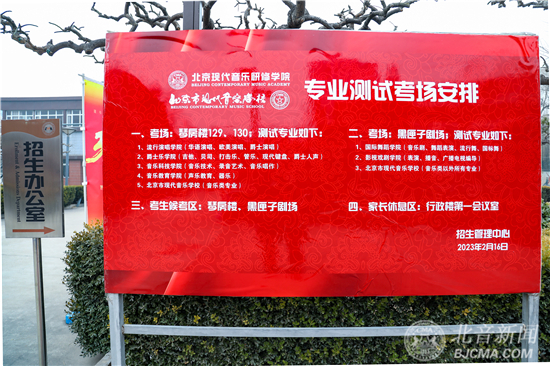 北京现代音乐研修学院
BEIJING CONTEMPORARY MUSIC ACADEMY
北京市现代音乐学校
专业测试考场安排
一、考场：琴房楼129、130；测试专业如下：
1、流行演唱学院（华语演唱、欧美演唱、爵士演唱）
2、爵士乐学院（吉他、贝司、打击乐、管乐、现代键盘、爵士人声）
3、音乐科技学院（音乐技术、录音艺术、音乐唱作）
4、音乐教育学院（声乐教育、器乐）
5、北京市现代音乐学校（音乐类专业）
三、考生候考区：琴房楼、黑匣子剧场
二、考场：黑匣子剧场；测试专业如下：
1、国际舞蹈学院（音乐剧、舞蹈表演、流行舞、国标舞）
2、影视戏剧学院（表演、播音、广播电视编导）
3、北京市现代音乐学校（音乐类以外所有专业）
四、家长休息区：行政楼第一会议室
招生管理中心
2023年2月16日
招生办公室
北音新闻
BJCMA.COM